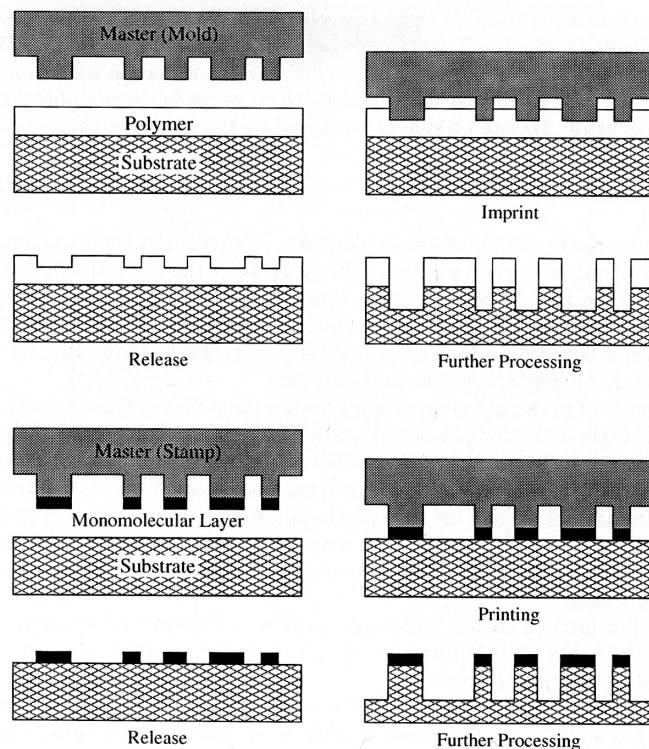 Master (Mold)
Polymer
Substrate
Imprint
Release
Further Processing
Master (Stamp)
Monomolecular Layer
Substrate
Printing
Release
Further Processing